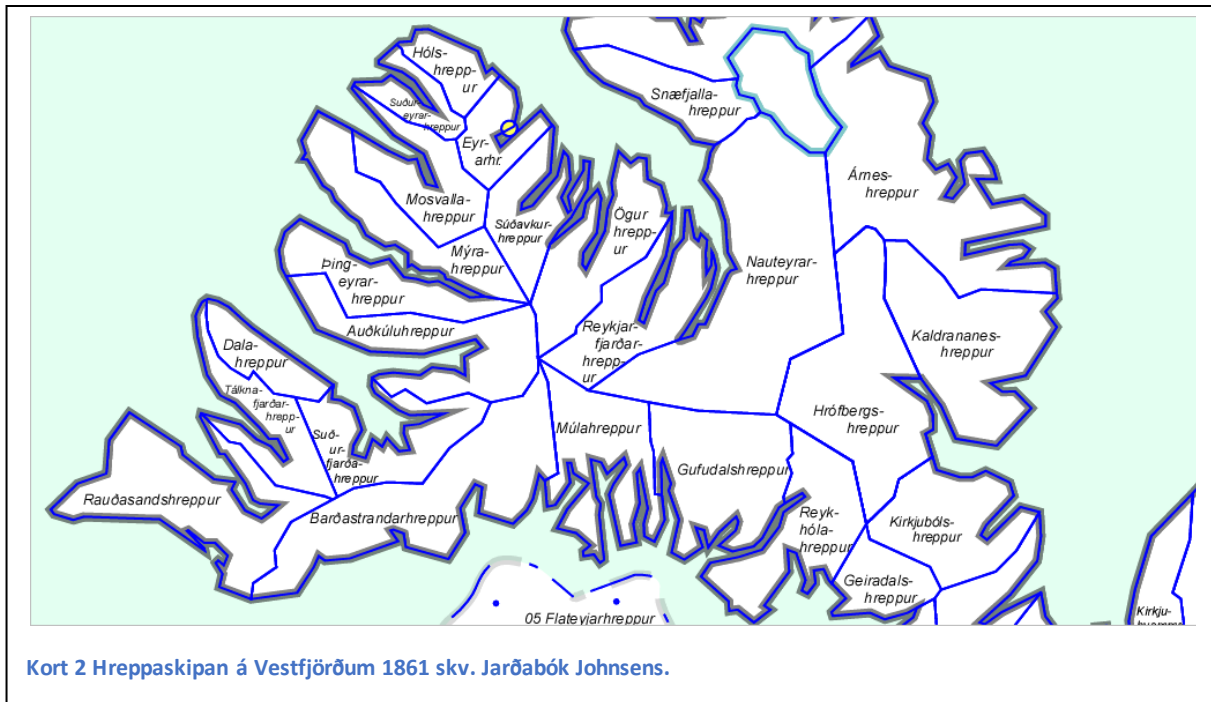 Hóls-
hrepp-
ur
Suður-
eyrar-
hreppur
Eyr-
arhr.
Snæfjalla-
hreppur
Árnes-
hreppur
Mosvalla-
hreppur
Súðavkur-
hreppur
Ögur
hrepp-
ur
Mýra-
hreppur
Nauteyrar-
hreppur
Þing-
eyrar-
hreppur
Auðkúluhreppur
Reykjar-
fjarðar-
hrepp-
ur
Kaldrananes-
hreppur
Dala-
hreppur
Tálkna-
fjarðar-
hrepp-
ur
Suð-
ur-
fjarða-
hreppur
Hrófbergs-
hreppur
Múlahreppur
Gufudalshreppur
Rauðasandshreppur
Barðastrandarhreppur
Reyk-
hóla-
hreppur
Kirkjubóls-
hreppur
Geiradals-
hreppur
05 Flateyjarhreppur
Kirkju-
Kort 2 Hreppaskipan á Vestfjörðum 1861 skv. Jarðabók Johnsens.